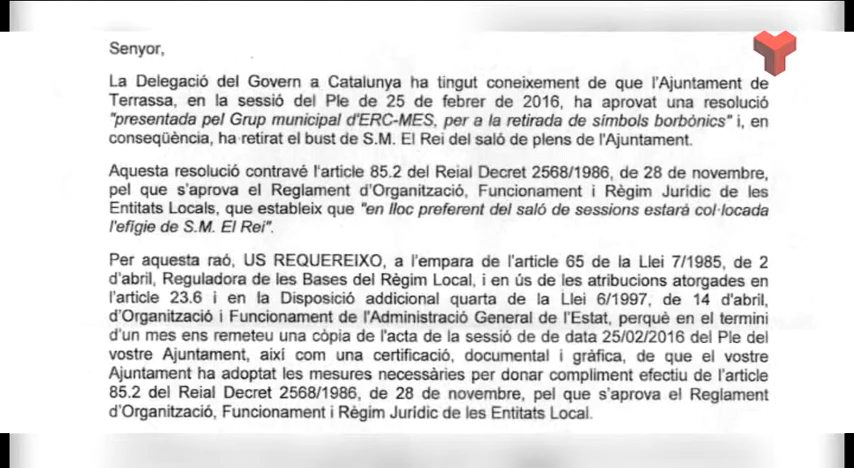 Senyor,
La Delegació del Govern a Catalunya ha tingut coneixement de que l'Ajuntament de
Terrassa, en la sessió del Ple de 25 de febrer de 2016, ha aprovat una resolució
"presentada pel Grup municipal d'ERC-MES, per a la retirada de símbols borbònics" i, en
conseqüència, ha retirat el bust de S.M. El Rei del saló de plens de l'Ajuntament.
Aquesta resolució contravé l'article 85.2 del Reial Decret 2568/1986, de 28 de novembre,
pel que s'aprova el Reglament d'Organització, Funcionament i Règim Jurídic de les
Entitats Locals, que estableix que "en lloc preferent del saló de sessions estarà col·locada
l'efígie de S.M. El Rei".
Per aquesta raó, US REQUEREIXO, a l'empara de l'article 65 de la Llei 7/1985, de 2
d'abril, Reguladora de les Bases del Règim Local, i en ús de les atribucions atorgades en
l'article 23.6 i en la Disposició addicional quarta de la Llei 6/1997, de 14 d'abril,
d'Organització i Funcionament de l'Administració General de l'Estat, perquè en el termini
d'un mes ens remeteu una còpia de l'acta de la sessió de de data 25/02/2016 del Ple del
vostre Ajuntament, així com una certificació, documental i gràfica, de que el vostre
Ajuntament ha adoptat les mesures necessàries per donar compliment efectiu de l'article
85.2 del Reial Decret 2568/1986, de 28 de novembre, pel que s'aprova el Reglament
d'Organització, Funcionament i Règim Jurídic de les Entitats Local.